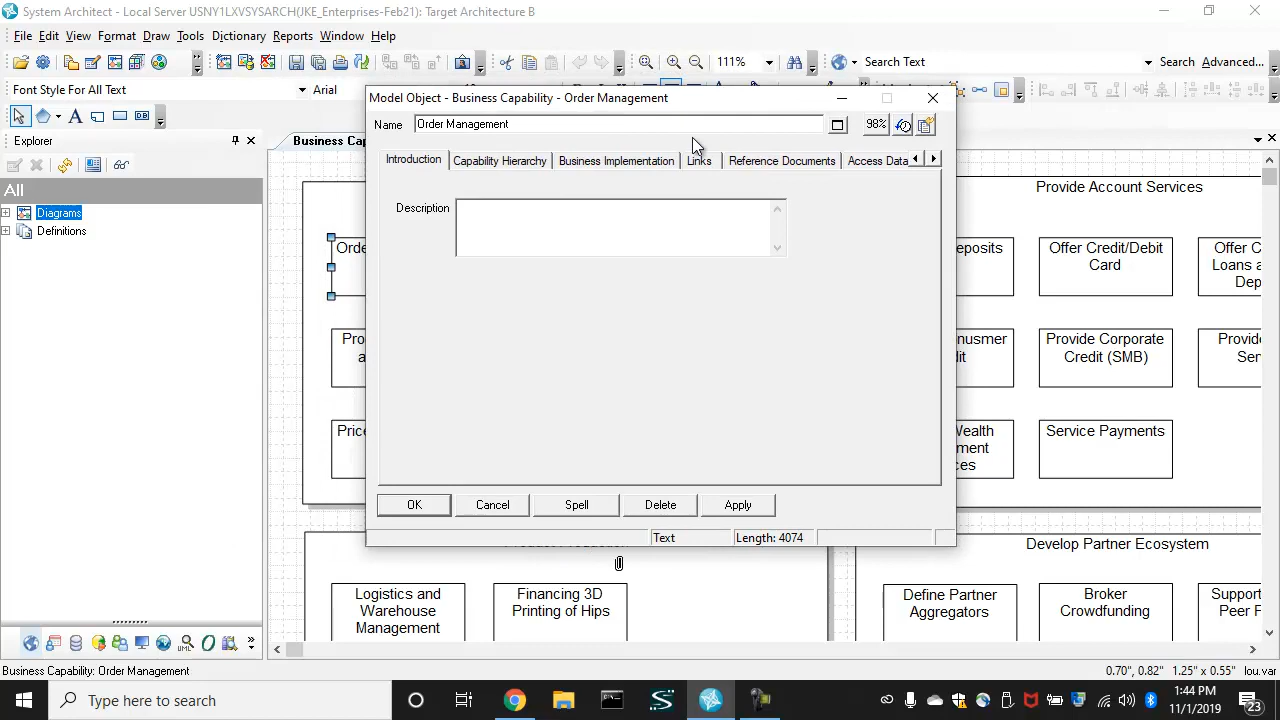 System Architect - Local Server USNY1LXVSYSARCH(JKE_Enterprises-Feb21): Target Architecture B
File Edit View Format Draw Tools Dictionary Reports Window Help
111%
Search Text
Search Advanced...
Font Style For All Text
Arial
Explorer
All
Diagrams
Definitions
Business Cap
Model Object - Business Capability - Order Management
Name
Order Management
98%
Introduction
Capability Hierarchy
Business Implementation
Links
Reference Documents
Access Data
Description
OK
Cancel
Spell
Delete
Apply
Text
Length: 4074
Provide Account Services
Orde
eposits
Offer Credit/Debit
Card
Offer C
Loans a
Dep
Pro
a
nusmer
dit
Provide Corporate
Credit (SMB)
Provid
Ser
Price
Wealth
ment
ces
Service Payments
Logistics and
Warehouse
Management
Financing 3D
Printing of Hips
Develop Partner Ecosystem
Define Partner
Aggregators
Broker
Crowdfunding
Support
Peer F
Business Capability: Order Management
0.70", 0.82"
1.25" x 0.55"
lou.var
Type here to search
1:44 PM
11/1/2019
23